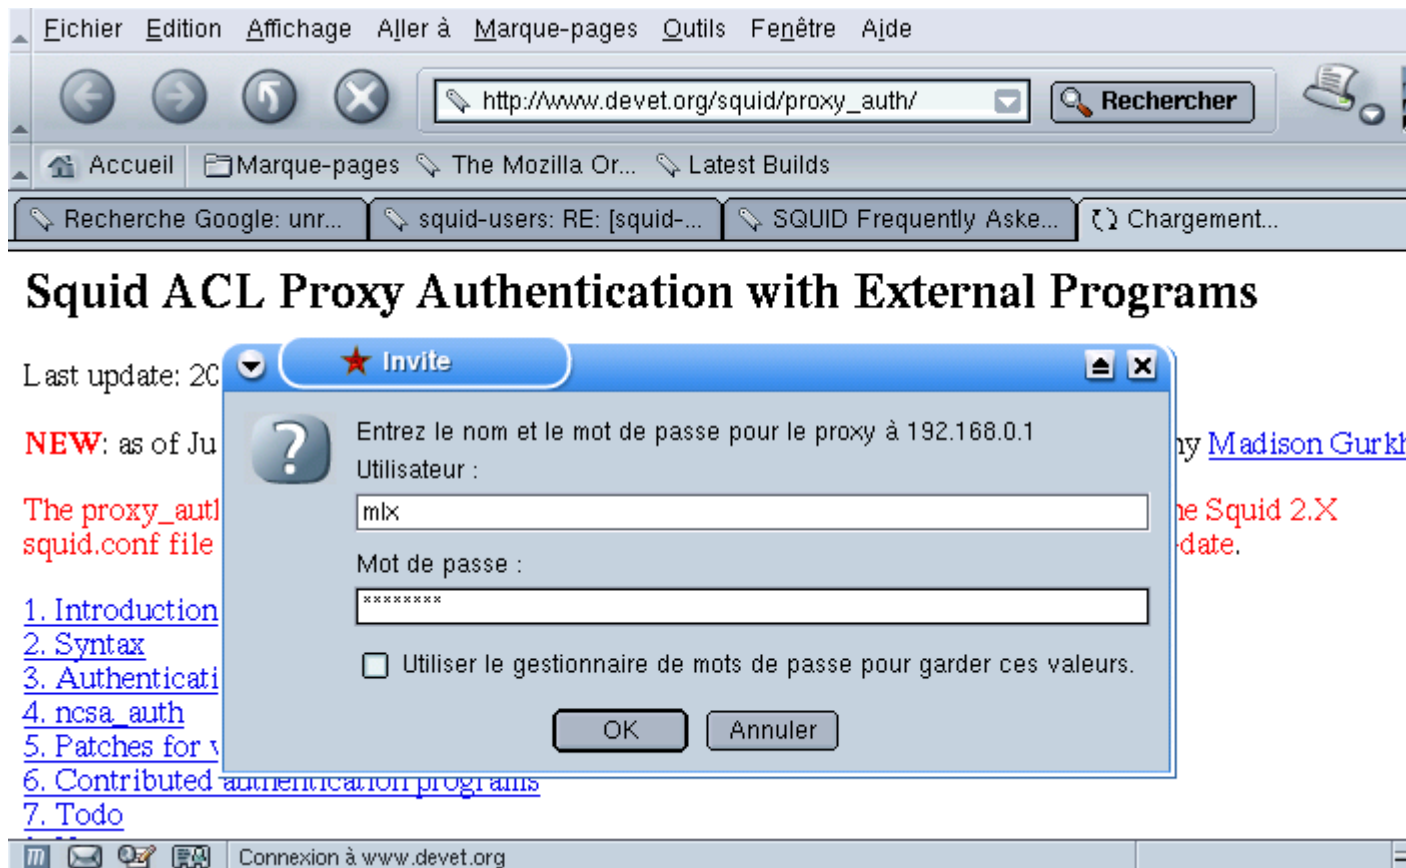 Fichier Edition Affichage Aller à Marque-pages Outils Fenêtre Aide
http://www.devet.org/squid/proxy_auth/ Rechercher
Accueil Marque-pages The Mozilla Or... Latest Builds
Recherche Google: unr... squid-users: RE: [squid-... SQUID Frequently Aske... Chargement...
Squid ACL Proxy Authentication with External Programs
Invite
Last update: 20
Entrez le nom et le mot de passe pour le proxy à 192.168.0.1
NEW: as of Ju Madison Gurkh
Utilisateur :
mlx
The proxy_auth Squid 2.X
squid.conf file -date.
Mot de passe :
********
1. Introduction
2. Syntax
Utiliser le gestionnaire de mots de passe pour garder ces valeurs.
3. Authenticati
4. ncsa_auth
OK Annuler
5. Patches for
6. Contributed authentication programs
7. Todo
m Connexion à www.devet.org